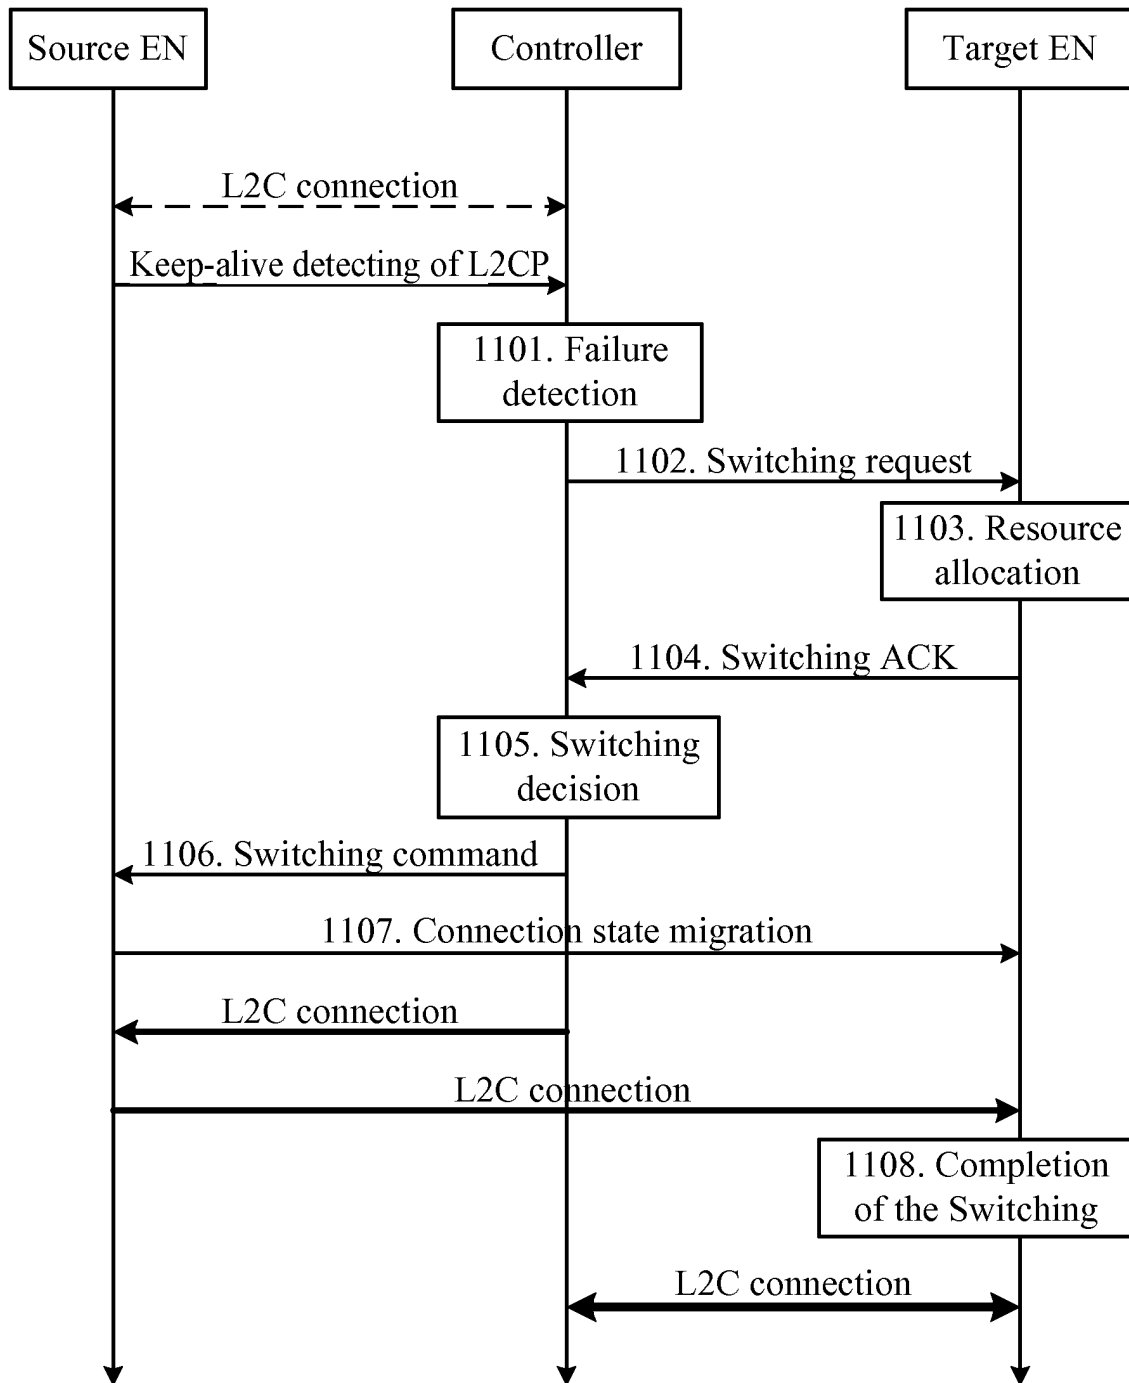 Source EN
Controller
Target EN
L2C connection
Keep-alive detecting of L2CP
1101. Failure
detection
1102. Switching request
1103. Resource
allocation
1104. Switching ACK
1105. Switching
decision
1106. Switching command
1107. Connection state migration
L2C connection
L2C connection
1108. Completion
of the Switching
L2C connection